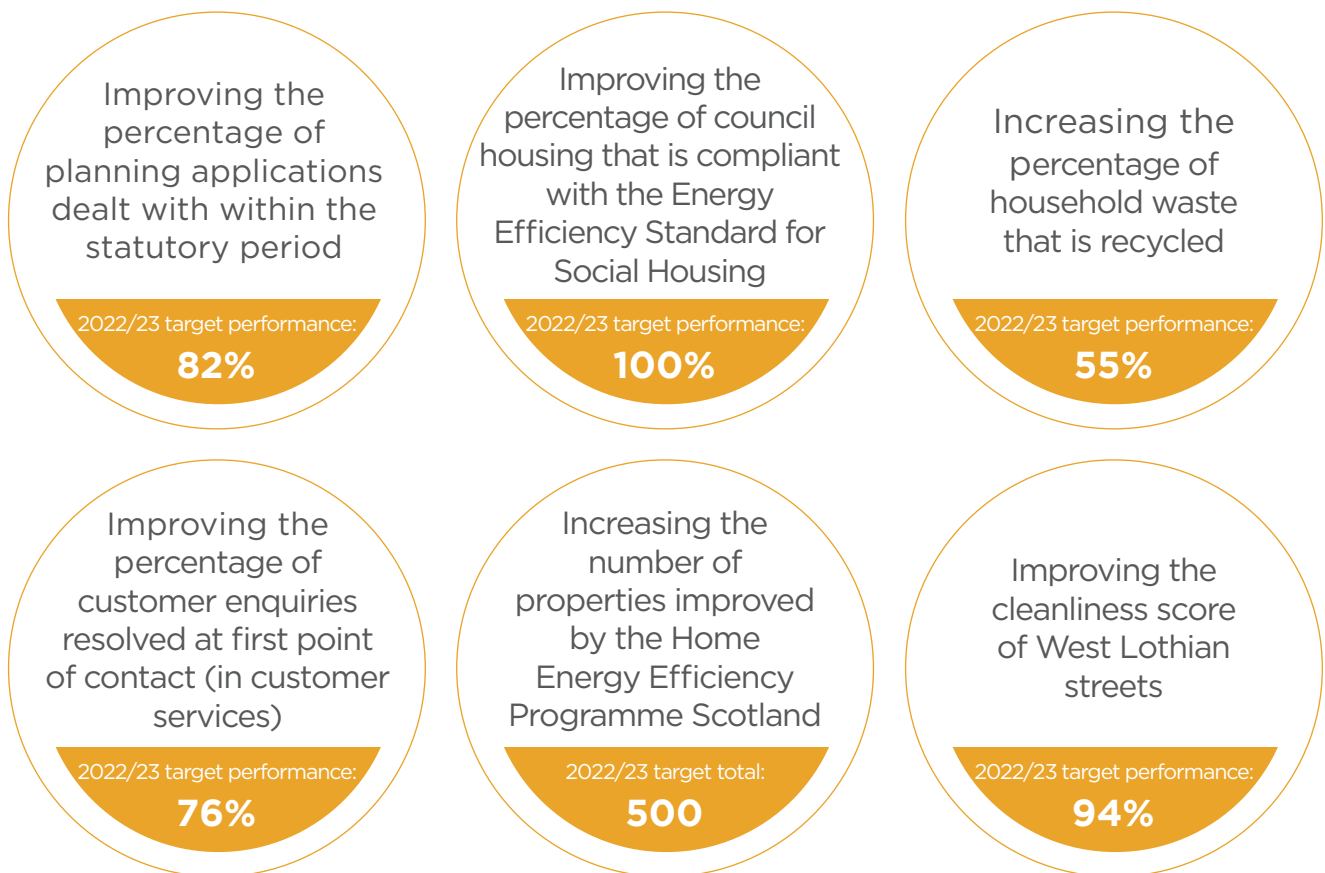 Improving the
percentage of
planning applications
dealt with within the
statutory period
2022/23 target performance:
82%
Improving the
percentage of council
housing that is compliant
with the Energy
Efficiency Standard for
Social Housing
2022/23 target performance:
100%
Increasing the
percentage of
household waste
that is recycled
2022/23 target performance:
55%
Improving the
percentage of
customer enquiries
resolved at first point
of contact (in customer
services)
2022/23 target performance:
76%
Increasing the
number of
properties improved
by the Home
Energy Efficiency
Programme Scotland
2022/23 target total:
500
Improving the
cleanliness score
of West Lothian
streets
2022/23 target performance:
94%